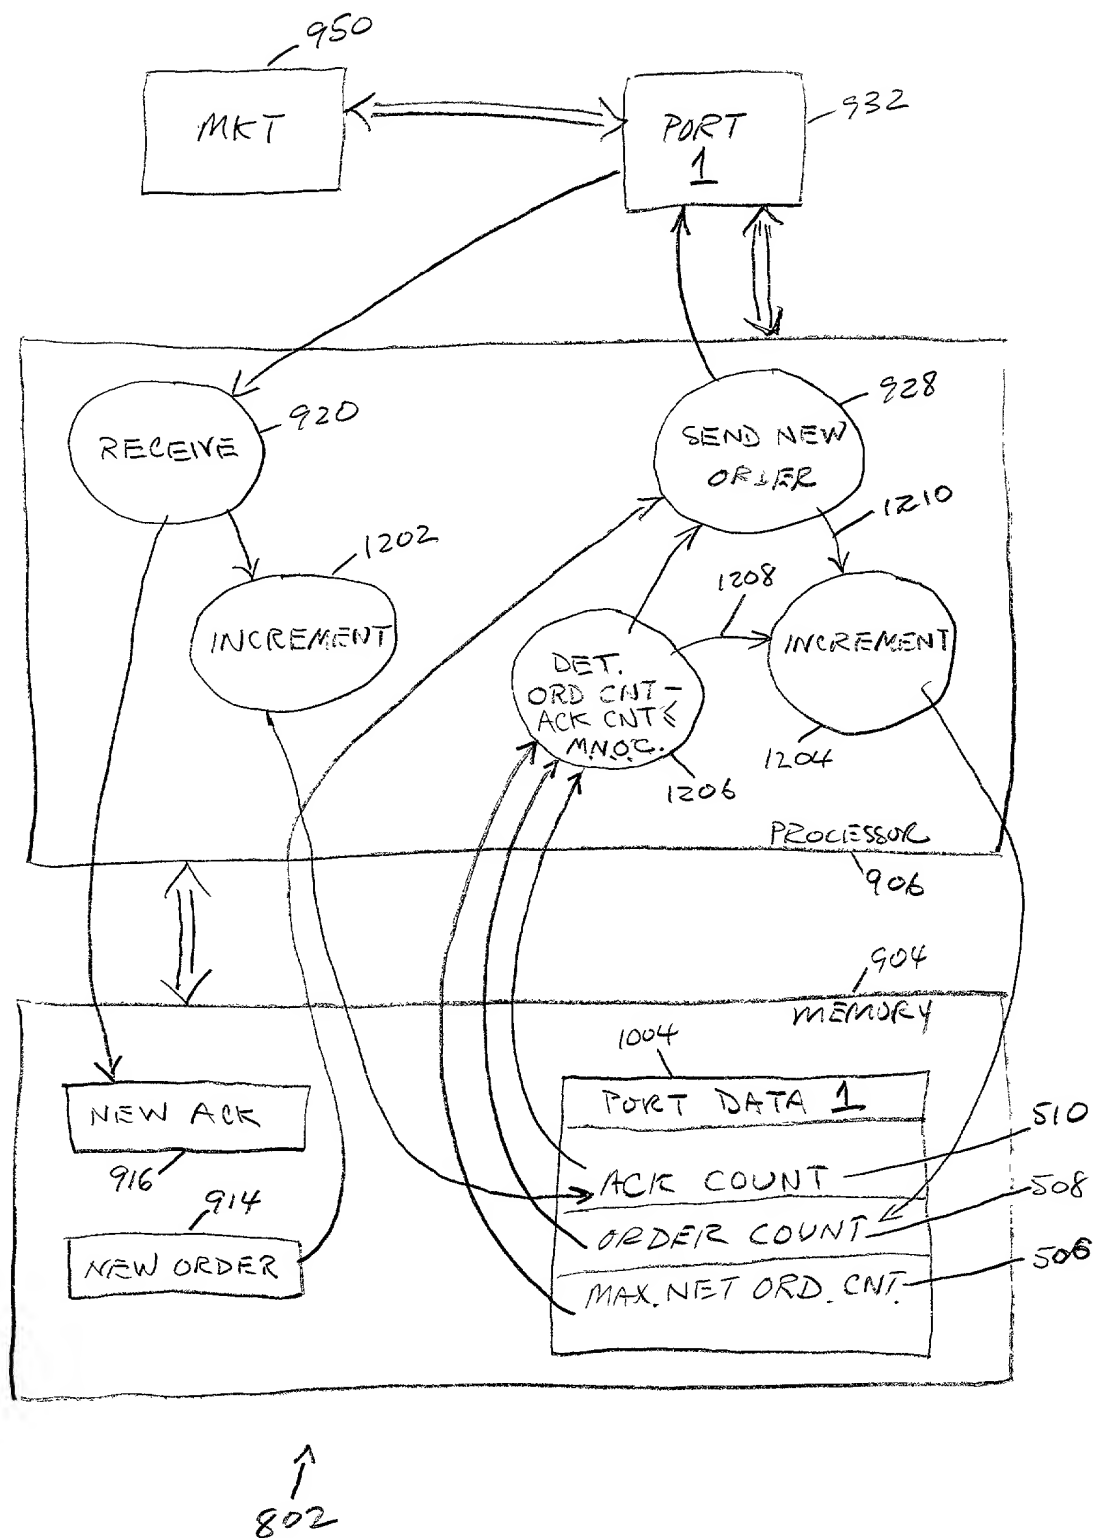 950
MKT
PORT
1
932
RECEIVE
920
SEND NEW
ORDER
928
1210
INCREMENT
1202
1208
DET.
ORD CNT -
ACK CNT <
M.N.O.C.
1206
INCREMENT
1204
PROCESSOR
906
904
MEMORY
1004
NEW ACK
916
914
NEW ORDER
PORT DATA 1
ACK COUNT
510
ORDER COUNT
508
MAX. NET ORD. CNT.
506
802